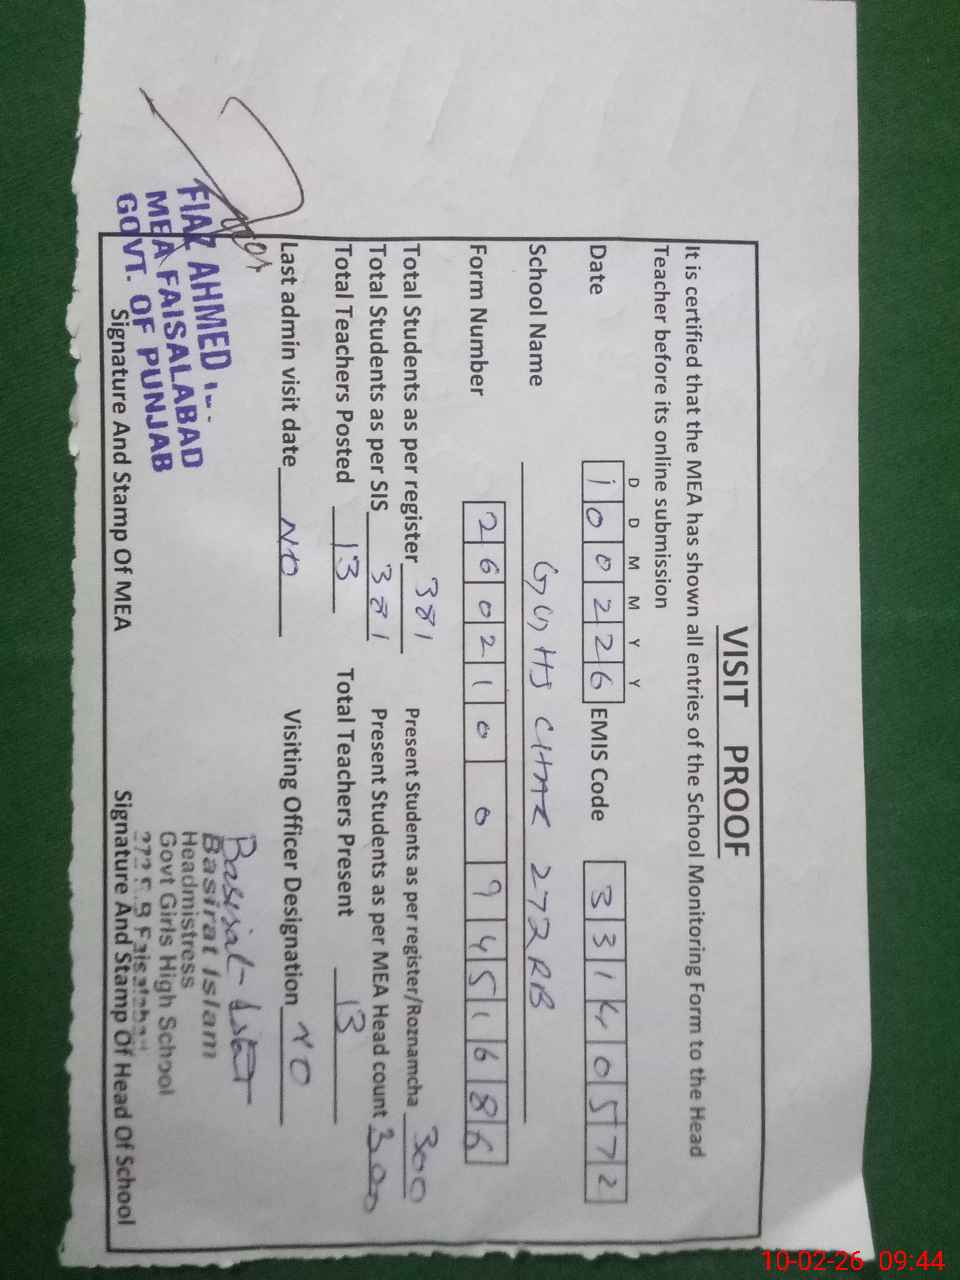 VISIT PROOF
It is certified that the MEA has shown all entries of the School Monitoring Form to the Head
Teacher before its online submission
D D M M Y Y
Date 1 0 0 2 2 6 EMIS Code 3 3 1 4 0 5 7 2
School Name GGHS CHAK 272 RB
Form Number 2 6 0 2 1 0 0 9 4 5 1 6 8 6
Total Students as per register 381 Present Students as per register/Roznamcha 300
Total Students as per SIS 381 Present Students as per MEA Head count 300
Total Teachers Posted 13 Total Teachers Present 13
Last admin visit date NO Visiting Officer Designation NO
FIAZ AHMED
MEA FAISALABAD
GOVT. OF PUNJAB
Signature And Stamp Of MEA
Basirat Islam
Headmistress
Govt Girls High School
Faisalabad
Signature And Stamp Of Head Of School
10-02-26 09:44